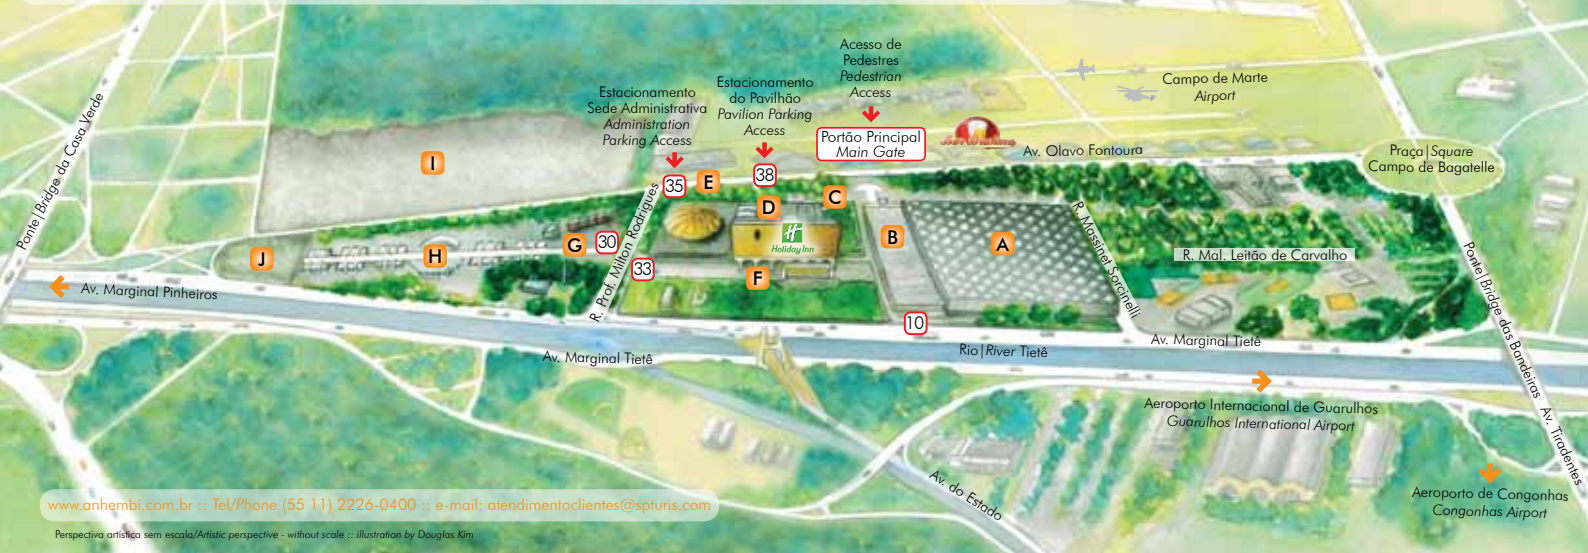 Acesso de
Pedestres
Pedestrian
Access
Estacionamento
do Pavilhão
Pavilion Parking
Access
Estacionamento
Sede Administrativa
Administration
Parking Access
Campo de Marte
Airport
Portão Principal
Main Gate
Av. Olavo Fontoura
Praça|Square
Campo de Bagatelle
Ponte|Bridge da Casa Verde
I
35
E
38
C
D
Holiday Inn
B
A
J
H
G
30
33
F
10
R. Prof. Milton Rodrigues
R. Massinet Sorcinelli
R. Mal. Leitão de Carvalho
Ponte|Bridge das Bandeiras
Av. Tiradentes
Av. Marginal Pinheiros
Av. Marginal Tietê
Rio|River Tietê
Av. Marginal Tietê
Aeroporto Internacional de Guarulhos
Guarulhos International Airport
Av. do Estado
Aeroporto de Congonhas
Congonhas Airport
www.anhembi.com.br :: Tel/Phone (55 11) 2226-0400 :: e-mail: atendimentoclientes@spturis.com
Perspectiva artística sem escala/Artistic perspective - without scale :: illustration by Douglas Kim